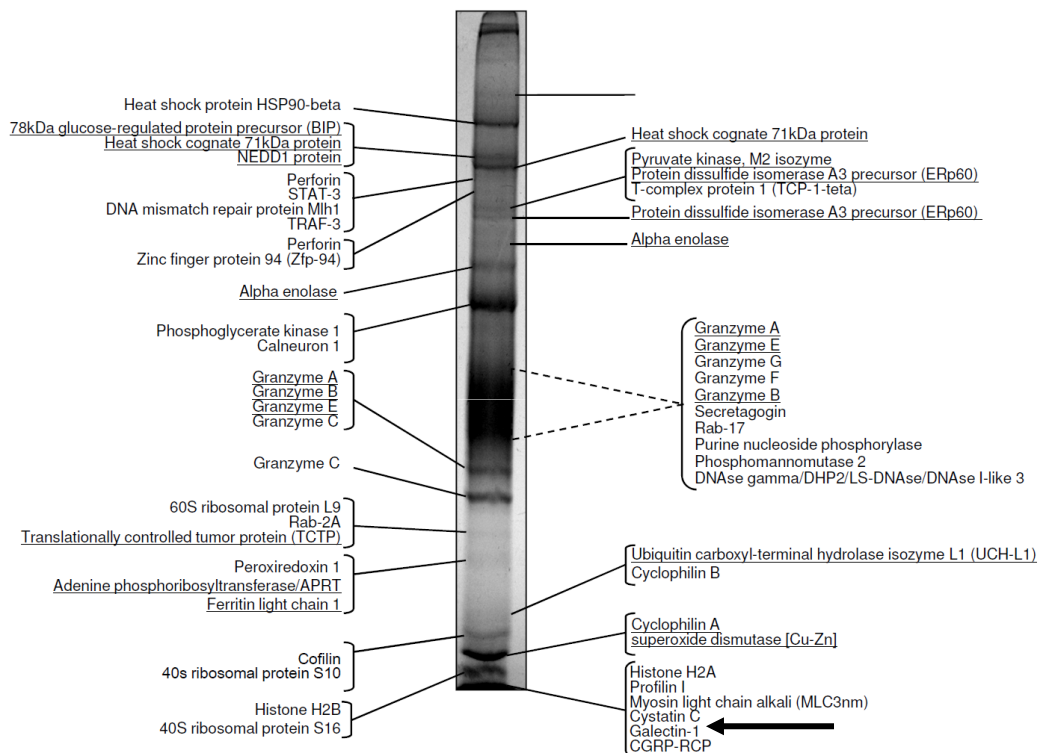 Heat shock protein HSP90-beta
78kDa glucose-regulated protein precursor (BIP)
Heat shock cognate 71kDa protein
NEDD1 protein
Perforin
STAT-3
DNA mismatch repair protein Mlh1
TRAF-3
Perforin
Zinc finger protein 94 (Zfp-94)
Alpha enolase
Phosphoglycerate kinase 1
Calneuron 1
Granzyme A
Granzyme B
Granzyme E
Granzyme C
Granzyme C
60S ribosomal protein L9
Rab-2A
Translationally controlled tumor protein (TCTP)
Peroxiredoxin 1
Adenine phosphoribosyltransferase/APRT
Ferritin light chain 1
Cofilin
40s ribosomal protein S10
Histone H2B
40S ribosomal protein S16
Heat shock cognate 71kDa protein
Pyruvate kinase, M2 isozyme
Protein dissulfide isomerase A3 precursor (ERp60)
T-complex protein 1 (TCP-1-teta)
Protein dissulfide isomerase A3 precursor (ERp60)
Alpha enolase
Granzyme A
Granzyme E
Granzyme G
Granzyme F
Granzyme B
Secretagogin
Rab-17
Purine nucleoside phosphorylase
Phosphomannomutase 2
DNAse gamma/DHP2/LS-DNAse/DNAse I-like 3
Ubiquitin carboxyl-terminal hydrolase isozyme L1 (UCH-L1)
Cyclophilin B
Cyclophilin A
superoxide dismutase [Cu-Zn]
Histone H2A
Profilin I
Myosin light chain alkali (MLC3nm)
Cystatin C
Galectin-1
CGRP-RCP